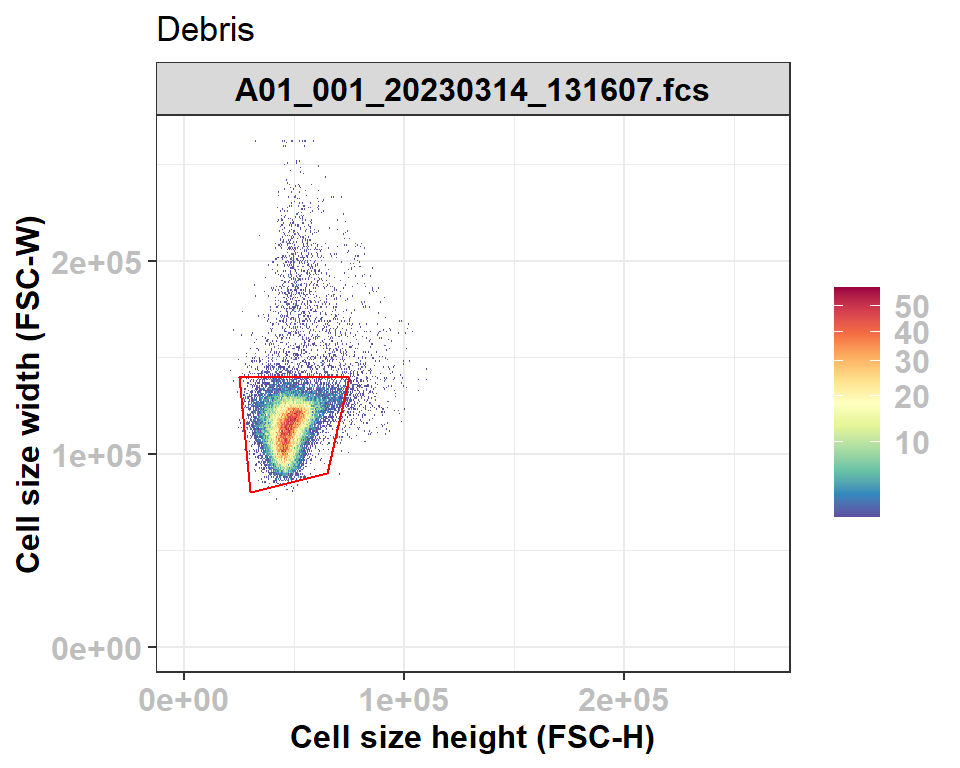 Debris
A01_001_20230314_131607.fcs
Cell size width (FSC-W)
2e+05
1e+05
0e+00
0e+00 1e+05 2e+05
Cell size height (FSC-H)
50
40
30
20
10